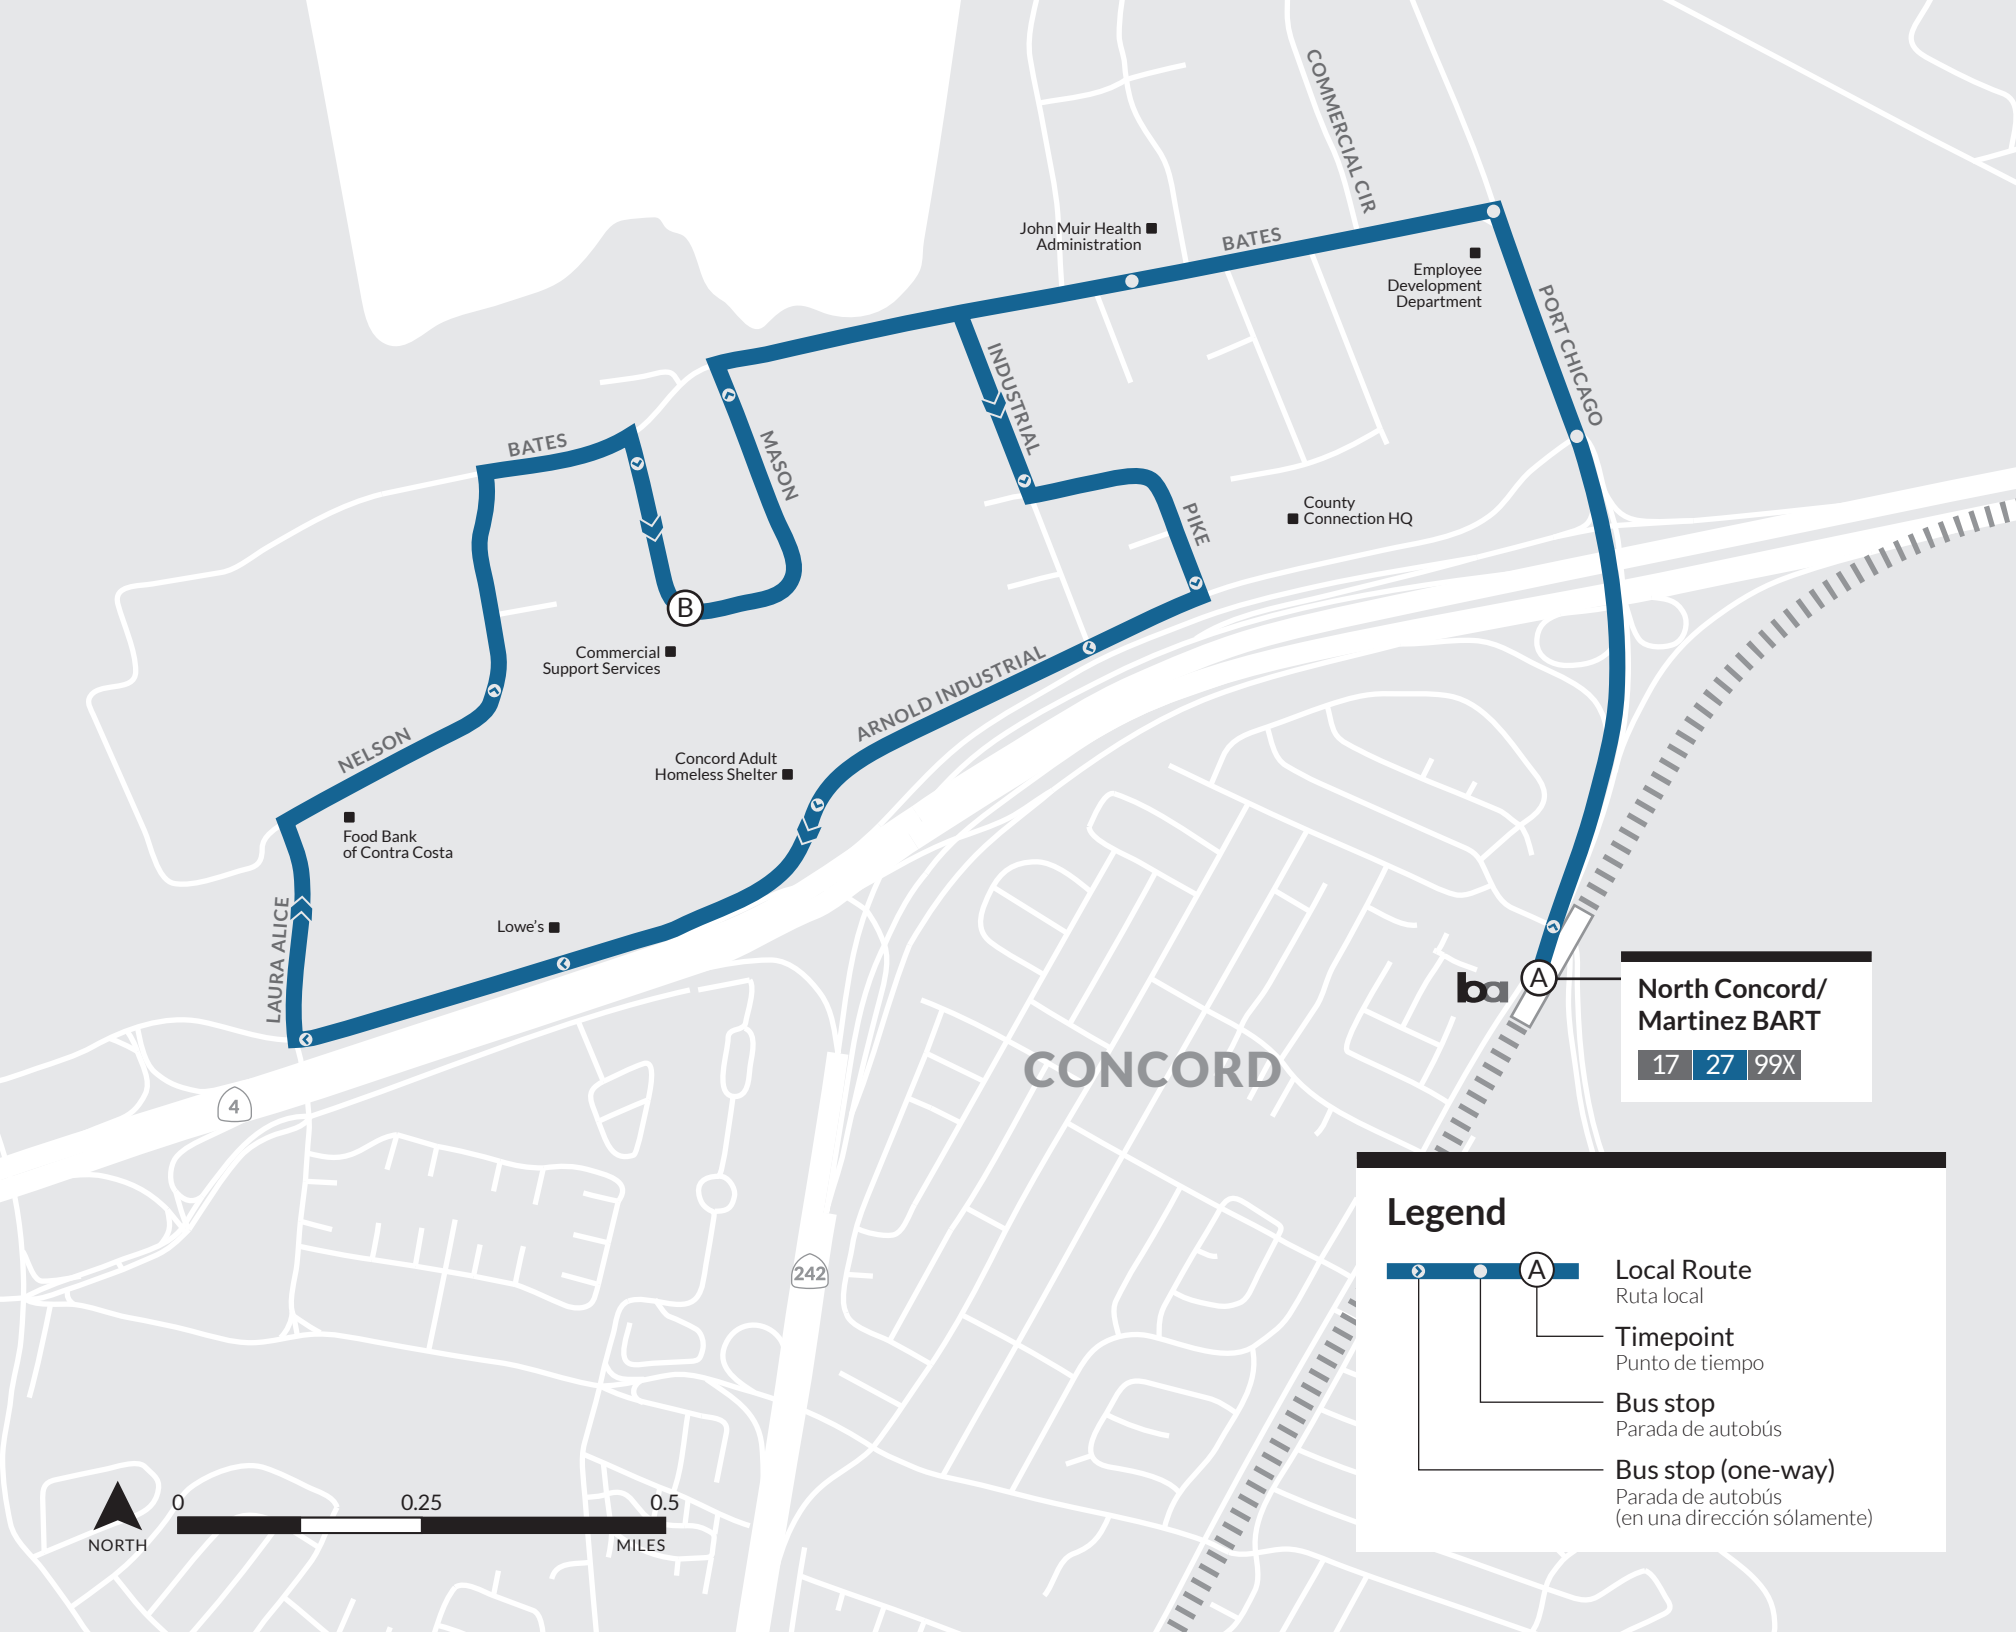 COMMERCIAL CIR
John Muir Health
Administration
BATES
Employee
Development
Department
PORT CHICAGO
INDUSTRIAL
BATES
MASON
PIKE
County
Connection HQ
B
Commercial
Support Services
ARNOLD INDUSTRIAL
NELSON
Concord Adult
Homeless Shelter
Food Bank
of Contra Costa
LAURA ALICE
Lowe's
ba
A
North Concord/
Martinez BART
17 27 99X
CONCORD
4
242
Legend
A
Local Route
Ruta local
Timepoint
Punto de tiempo
Bus stop
Parada de autobús
Bus stop (one-way)
Parada de autobús
(en una dirección sólamente)
0 0.25 0.5
NORTH
MILES